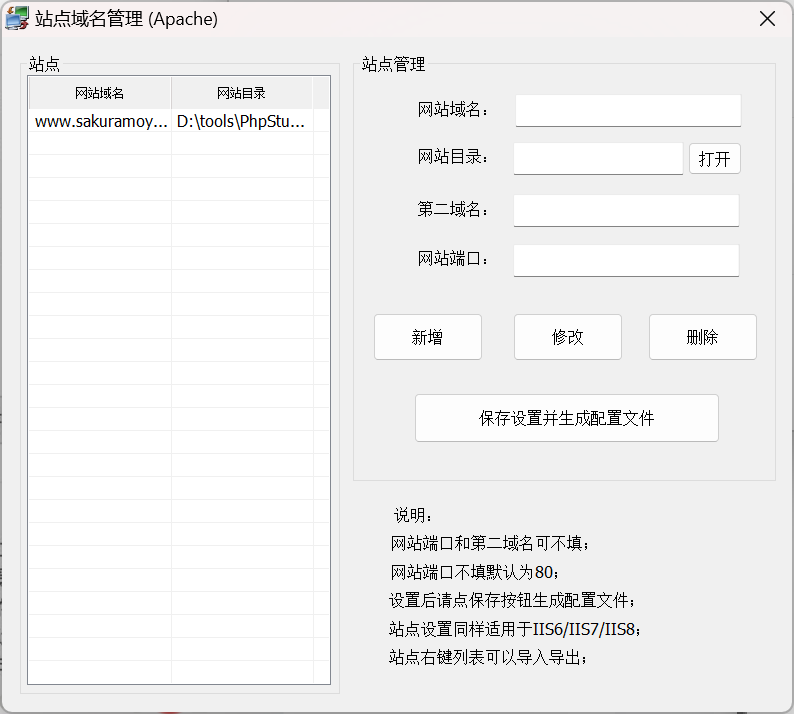 站点域名管理 (Apache)
站点
网站域名 网站目录
www.sakuramoy... D:\tools\PhpStu...
站点管理
网站域名：
网站目录： 打开
第二域名：
网站端口：
新增 修改 删除
保存设置并生成配置文件
说明：
网站端口和第二域名可不填；
网站端口不填默认为80；
设置后请点保存按钮生成配置文件；
站点设置同样适用于IIS6/IIS7/IIS8；
站点右键列表可以导入导出；